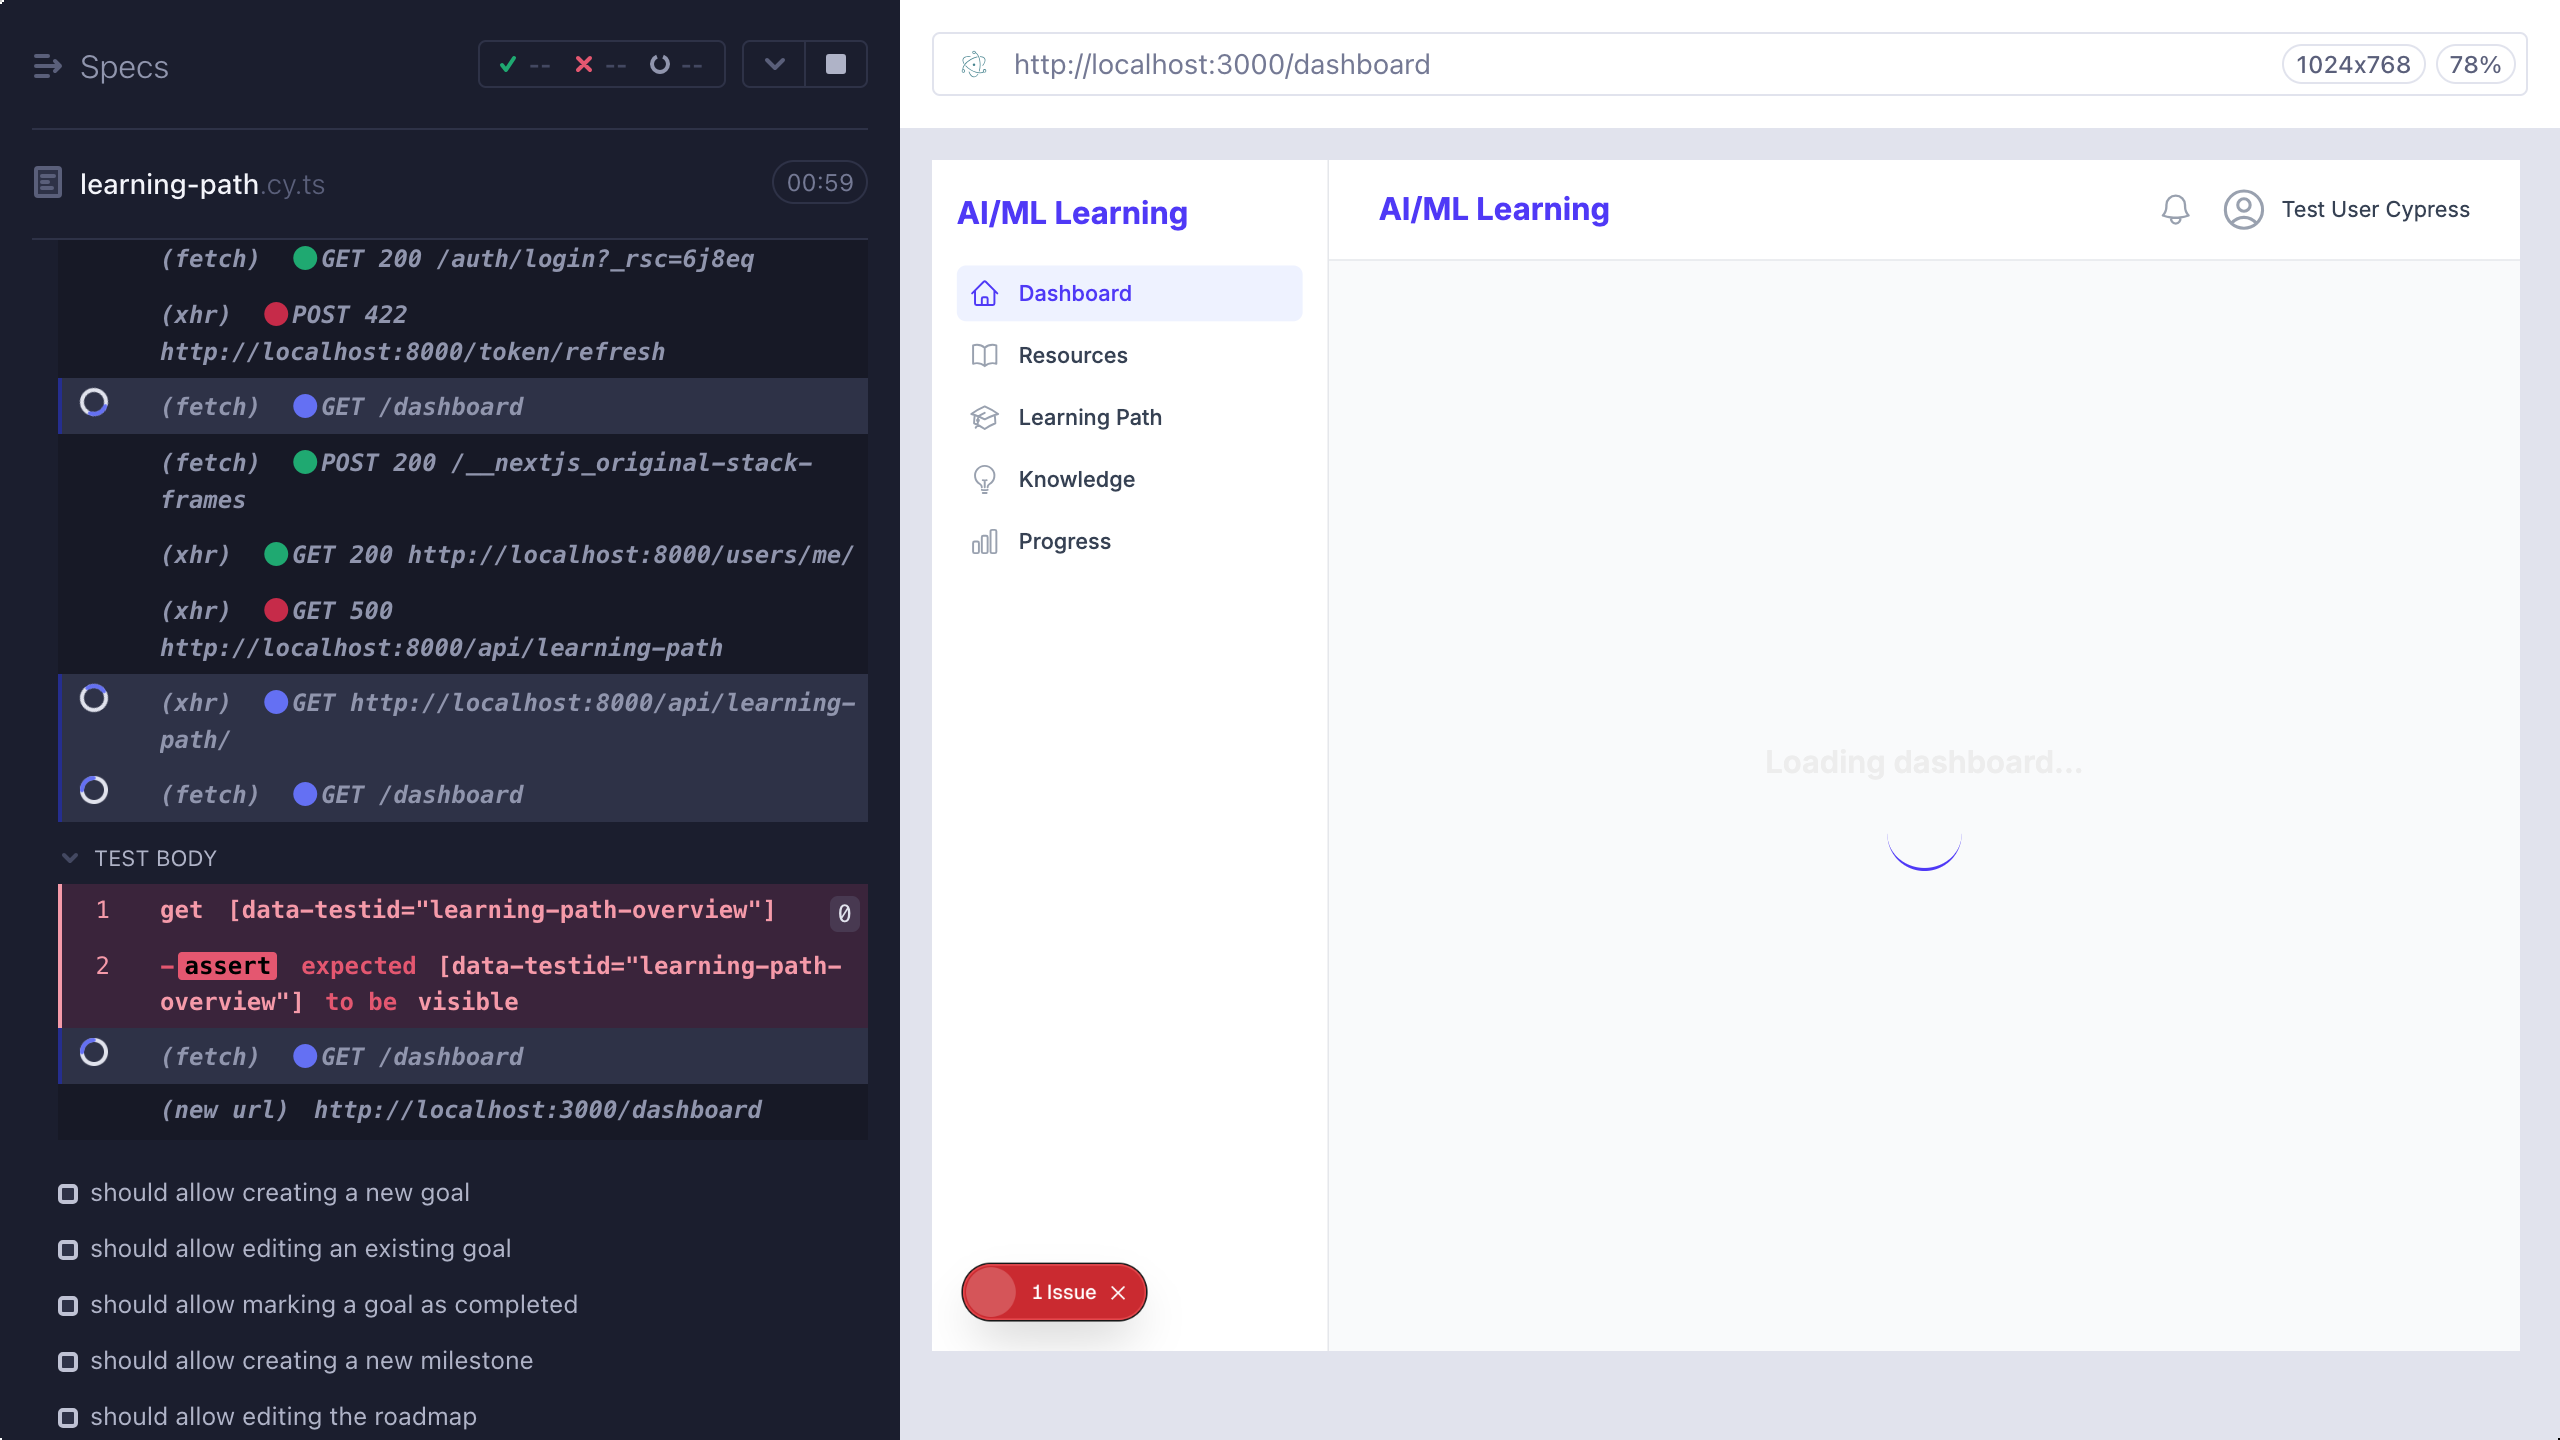 Specs
-- -- --
learning-path.cy.ts 00:59
(fetch) GET 200 /auth/login?_rsc=6j8eq
(xhr) POST 422
http://localhost:8000/token/refresh
(fetch) GET /dashboard
(fetch) POST 200 /__nextjs_original-stack-
frames
(xhr) GET 200 http://localhost:8000/users/me/
(xhr) GET 500
http://localhost:8000/api/learning-path
(xhr) GET http://localhost:8000/api/learning-
path/
(fetch) GET /dashboard
TEST BODY
1 get [data-testid="learning-path-overview"] 0
2 -assert expected [data-testid="learning-path-
overview"] to be visible
(fetch) GET /dashboard
(new url) http://localhost:3000/dashboard
should allow creating a new goal
should allow editing an existing goal
should allow marking a goal as completed
should allow creating a new milestone
should allow editing the roadmap
http://localhost:3000/dashboard 1024x768 78%
AI/ML Learning
Dashboard
Resources
Learning Path
Knowledge
Progress
1 Issue
AI/ML Learning Test User Cypress
Loading dashboard...